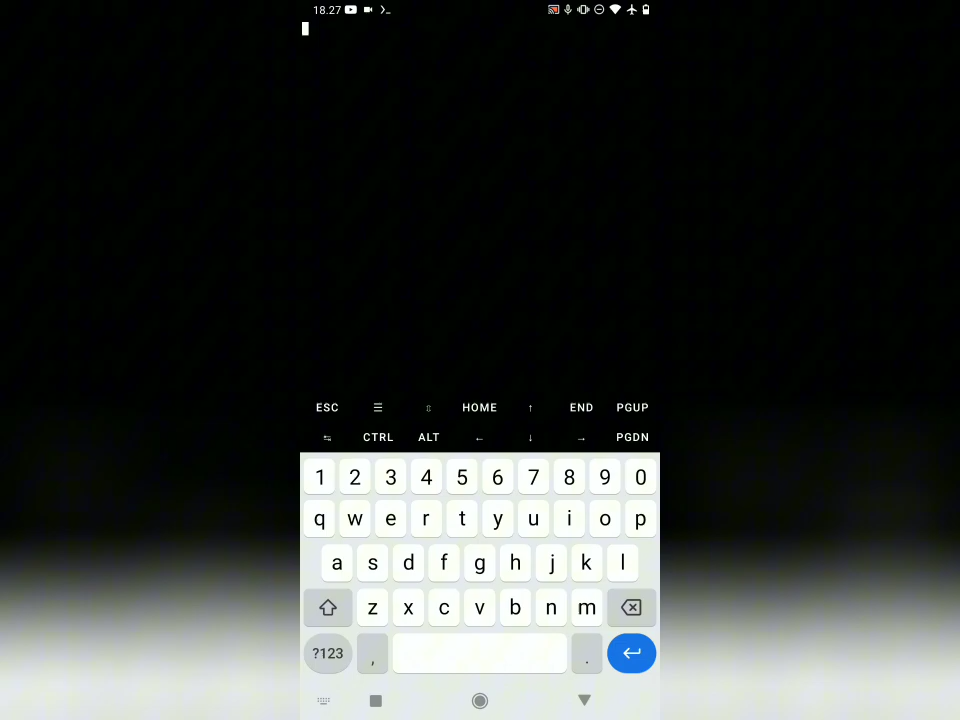 18.27
ESC ☰ ⇳ HOME ↑ END PGUP
⇆ CTRL ALT ← ↓ → PGDN
1 2 3 4 5 6 7 8 9 0
q w e r t y u i o p
a s d f g h j k l
z x c v b n m
?123 , .